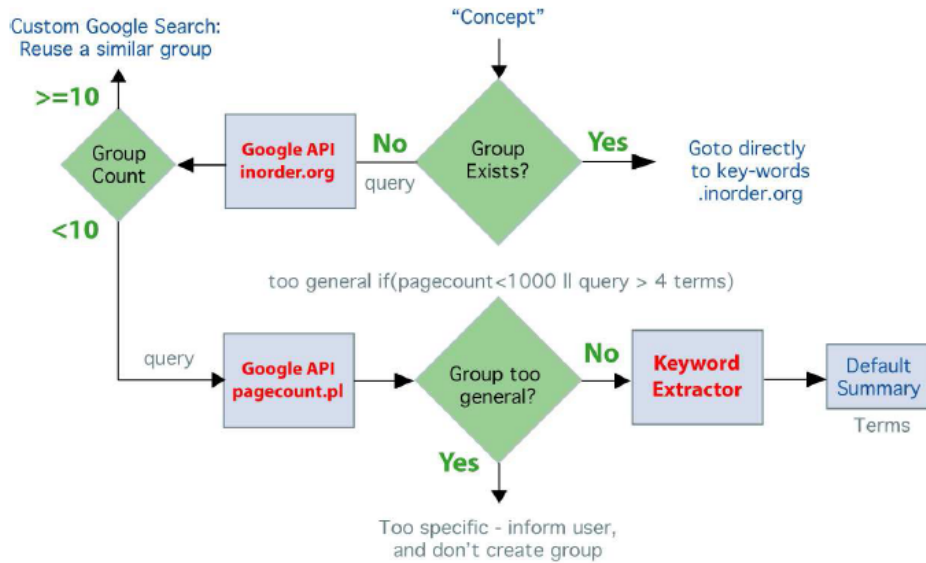 Custom Google Search:
Reuse a similar group
“Concept”
>=10
Group
Count
Google API
inorder.org
No
query
Group
Exists?
Yes
Goto directly
to key-words
.inorder.org
<10
too general if(pagecount<1000 || query > 4 terms)
query
Google API
pagecount.pl
Group too
general?
No
Keyword
Extractor
Default
Summary
Terms
Yes
Too specific - inform user,
and don't create group